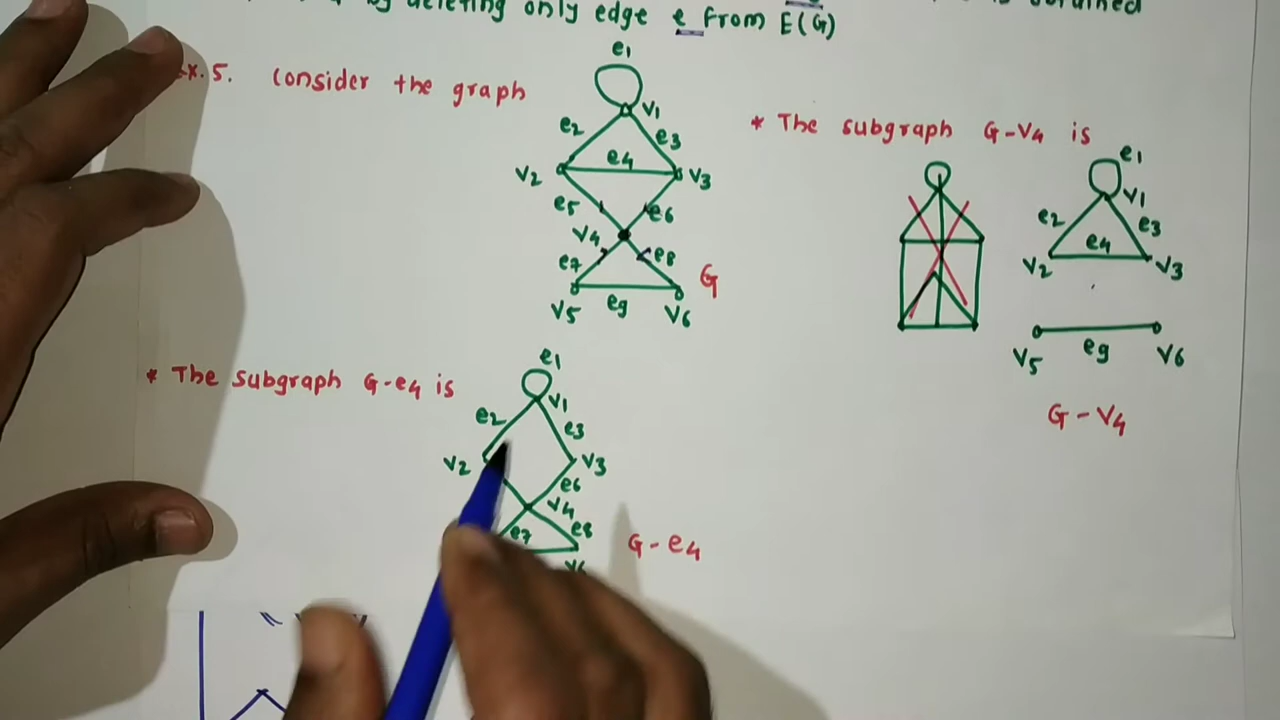 by deleting only edge e from E(G)
x.5. Consider the graph
e1
v1
e2
e3
e4
v2
v3
e5
e6
v4
e7
e8
v5
e9
v6
G
* The subgraph G-v4 is
e1
v1
e2
e3
e4
v2
v3
v5
e9
v6
G - v4
* The subgraph G-e4 is
e1
v1
e2
e3
v2
v3
e6
v4
e7
e8
v6
G - e4